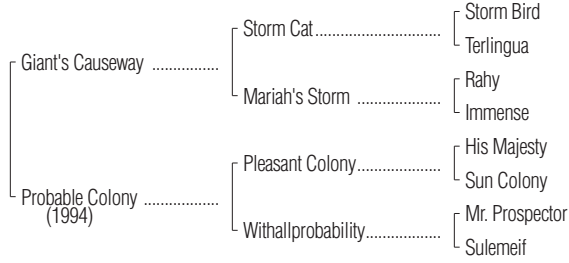 Storm Bird
Storm Cat....................................
Terlingua
Giant's Causeway ................
Rahy
Mariah's Storm ....................
Immense
His Majesty
Pleasant Colony....................
Sun Colony
Probable Colony ..................
(1994)
Mr. Prospector
Withallprobability..................
Sulemeif